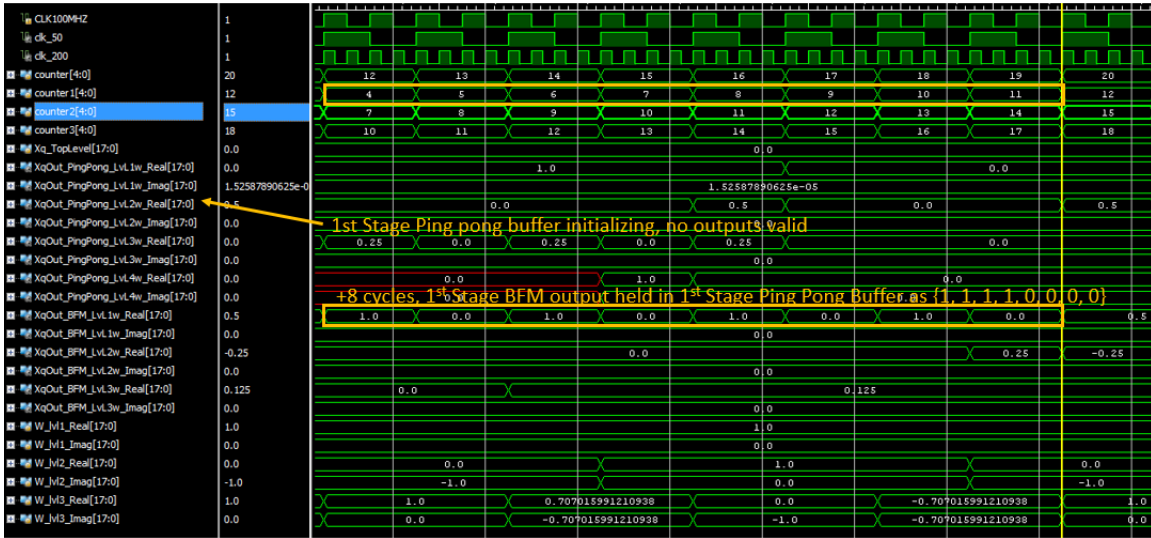 CLK100MHZ 1
clk_50 1
clk_200 1
counter[4:0] 20 12 13 14 15 16 17 18 19 20
counter1[4:0] 12 4 5 6 7 8 9 10 11 12
counter2[4:0] 15 7 8 9 10 11 12 13 14 15
counter3[4:0] 18 10 11 12 13 14 15 16 17 18
Xq_TopLevel[17:0] 0.0 0.0
XqOut_PingPong_LvL1w_Real[17:0] 0.0 1.0 0.0
XqOut_PingPong_LvL1w_Imag[17:0] 1.52587890625e-0 1.52587890625e-05
XqOut_PingPong_LvL2w_Real[17:0] 0.5 0.0 0.5 0.0 0.5
XqOut_PingPong_LvL2w_Imag[17:0] 0.0
1st Stage Ping pong buffer initializing, no outputs valid
XqOut_PingPong_LvL3w_Real[17:0] 0.0 0.25 0.0 0.25 0.0 0.25 0.0
XqOut_PingPong_LvL3w_Imag[17:0] 0.0 0.0
XqOut_PingPong_LvL4w_Real[17:0] 0.0 0.0 1.0 0.0
XqOut_PingPong_LvL4w_Imag[17:0] 0.0
+8 cycles, 1st Stage BFM output held in 1st Stage Ping Pong Buffer as {1, 1, 1, 1, 0, 0, 0, 0}
XqOut_BFM_LvL1w_Real[17:0] 0.5 1.0 0.0 1.0 0.0 1.0 0.0 1.0 0.0 0.5
XqOut_BFM_LvL1w_Imag[17:0] 0.0 0.0
XqOut_BFM_LvL2w_Real[17:0] -0.25 0.0 0.25 -0.25
XqOut_BFM_LvL2w_Imag[17:0] 0.0 0.0
XqOut_BFM_LvL3w_Real[17:0] 0.125 0.0 0.125
XqOut_BFM_LvL3w_Imag[17:0] 0.0 0.0
W_lvl1_Real[17:0] 1.0 1.0
W_lvl1_Imag[17:0] 0.0 0.0
W_lvl2_Real[17:0] 0.0 0.0 1.0 0.0
W_lvl2_Imag[17:0] -1.0 -1.0 0.0 -1.0
W_lvl3_Real[17:0] 1.0 1.0 0.707015991210938 0.0 -0.707015991210938 1.0
W_lvl3_Imag[17:0] 0.0 0.0 -0.707015991210938 -1.0 -0.707015991210938 0.0